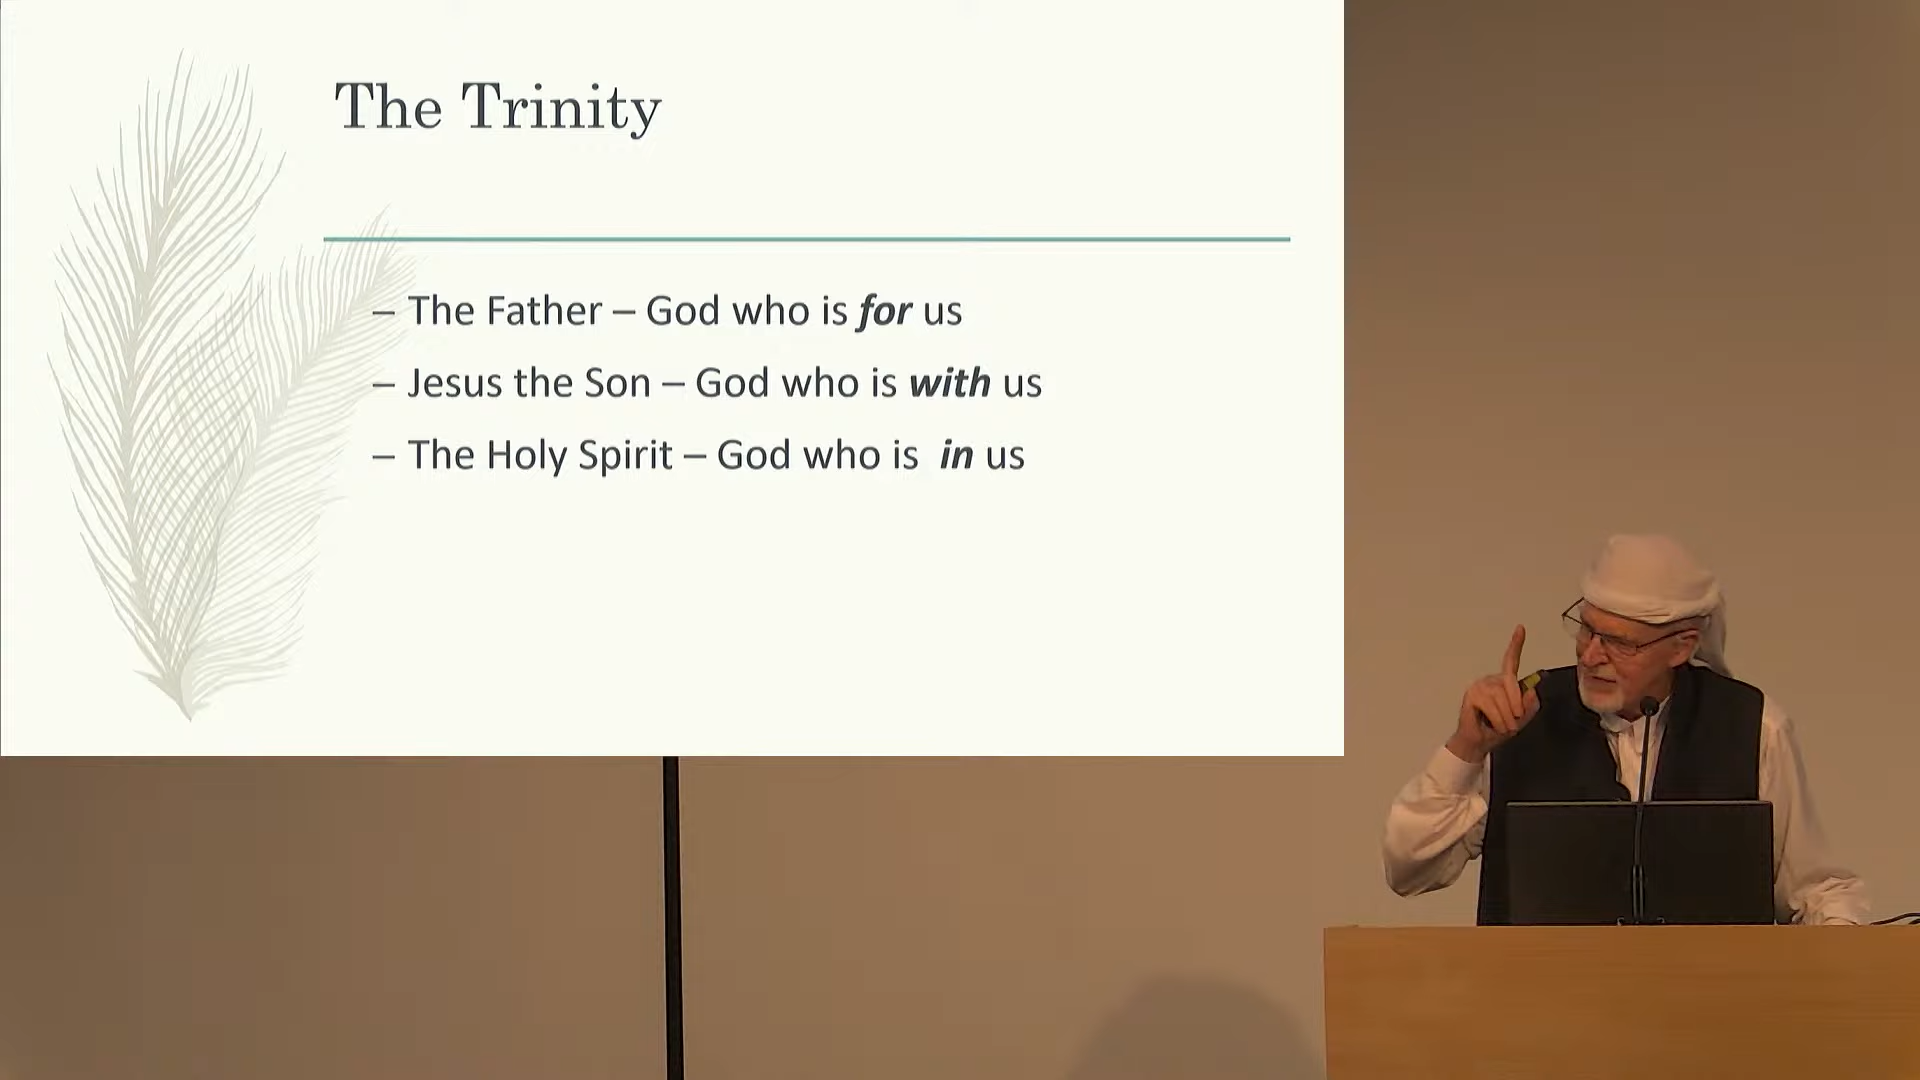 The Trinity
– The Father – God who is for us
– Jesus the Son – God who is with us
– The Holy Spirit – God who is in us